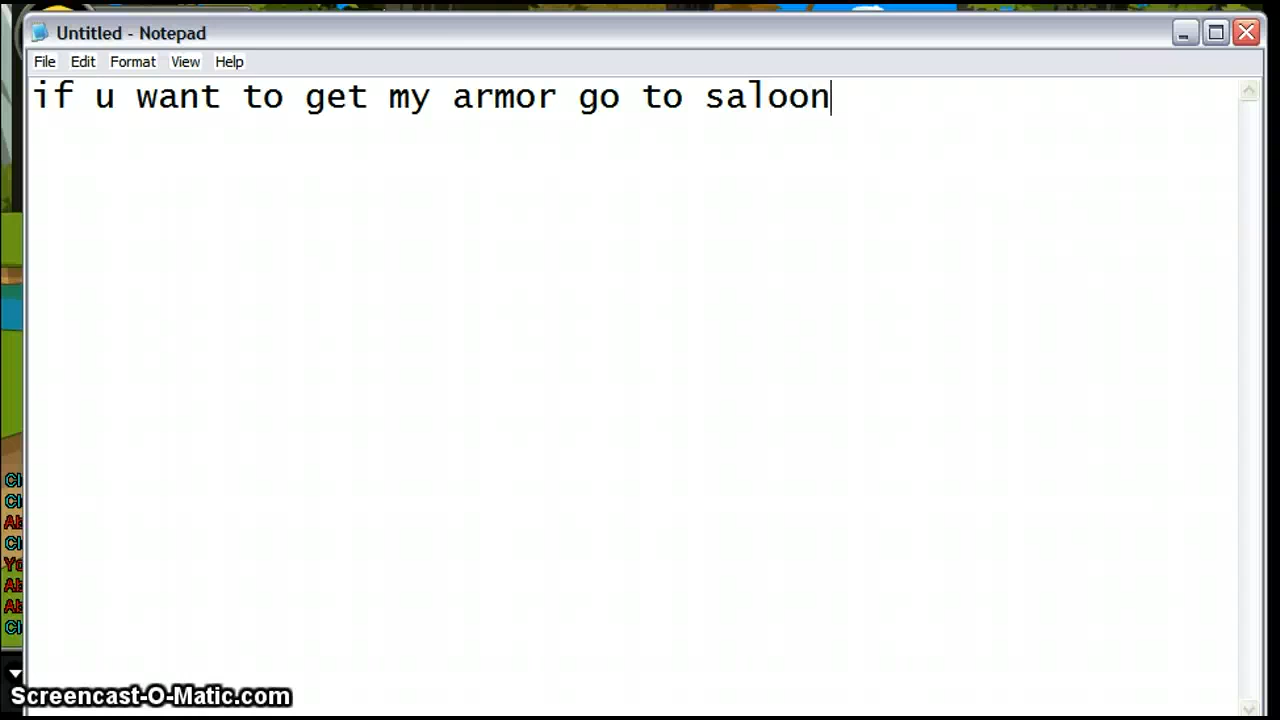 Untitled - Notepad
File Edit Format View Help
if u want to get my armor go to saloon
Screencast-O-Matic.com